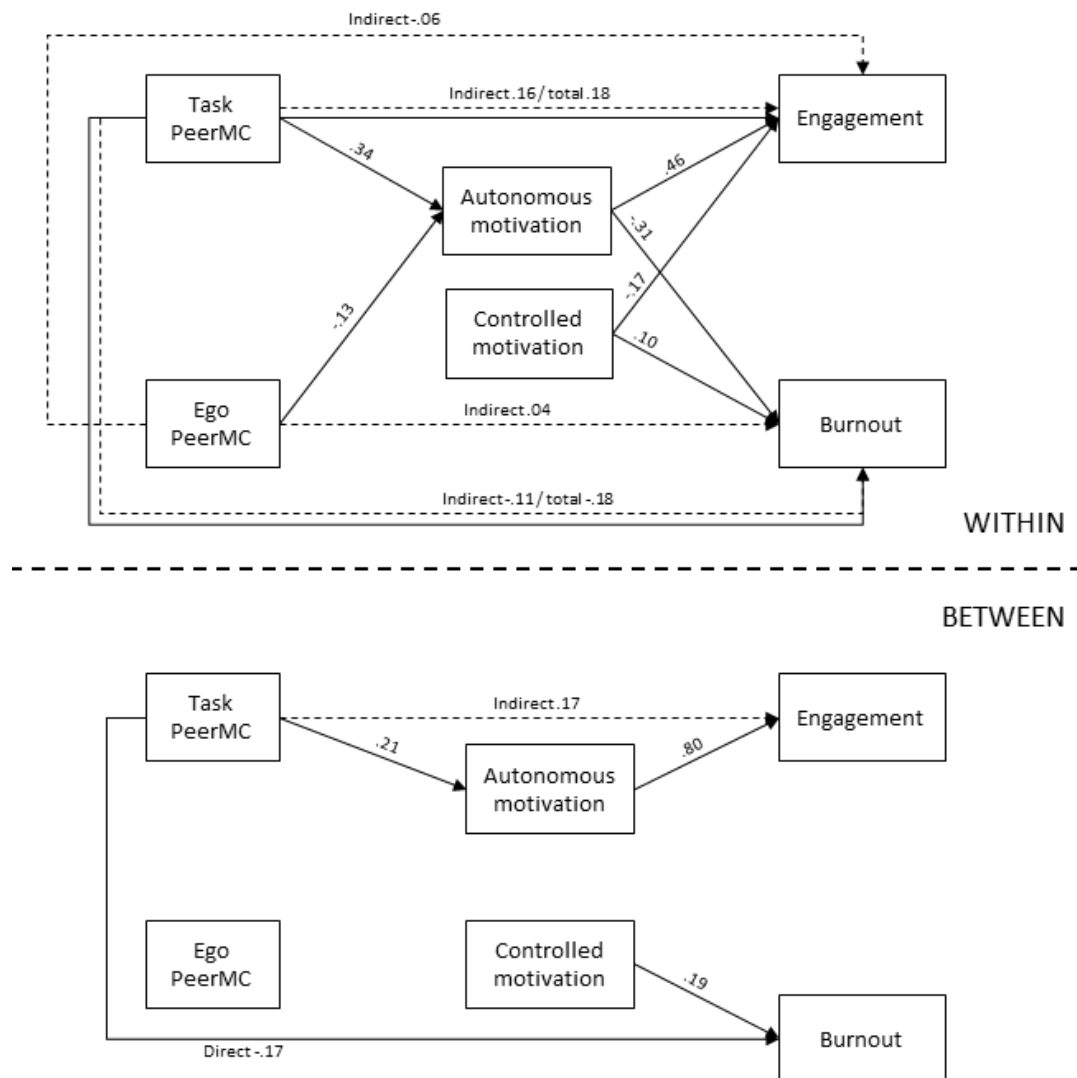 Indirect -.06
Task
PeerMC
Indirect .16 / total .18
Engagement
.34
.46
Autonomous
motivation
-.31
-.17
-.13
Controlled
motivation
.10
Ego
PeerMC
Indirect .04
Burnout
Indirect -.11 / total -.18
WITHIN
BETWEEN
Task
PeerMC
Indirect .17
Engagement
.21
.80
Autonomous
motivation
Ego
PeerMC
Controlled
motivation
.19
Burnout
Direct -.17